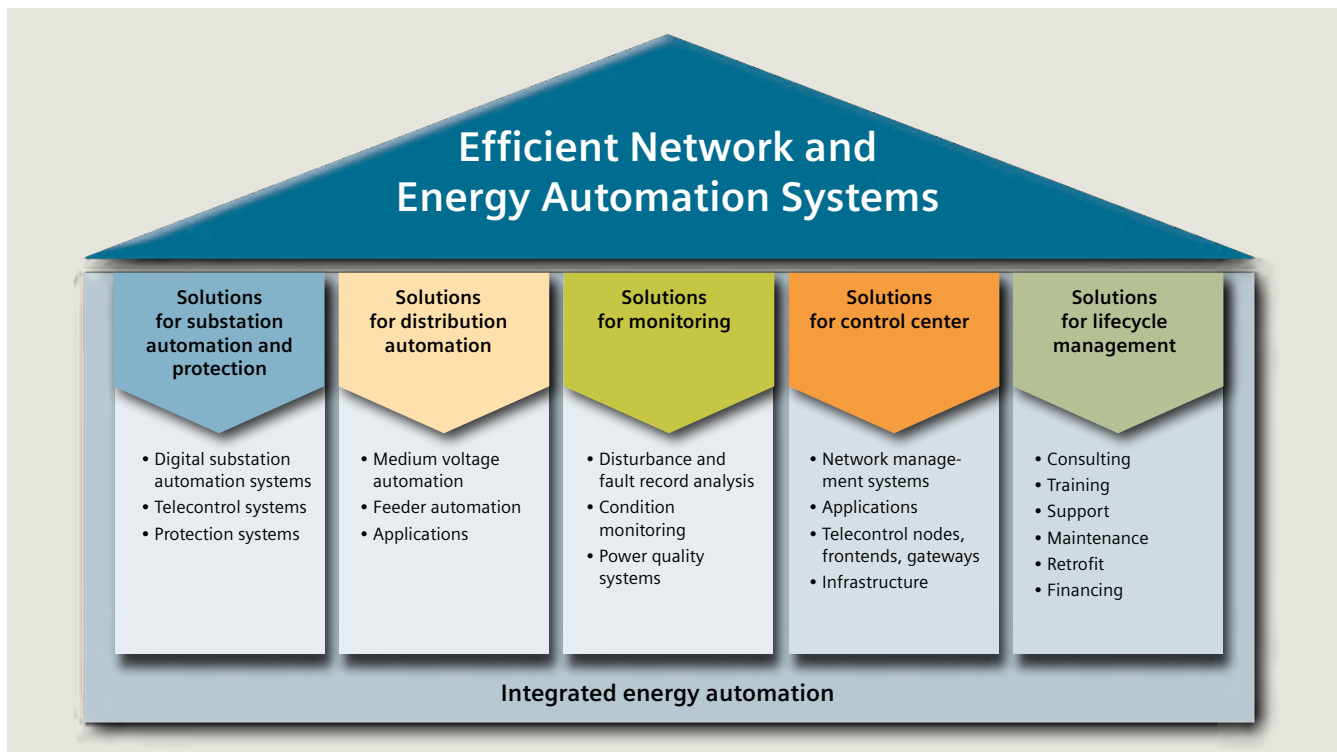 Efficient Network and
Energy Automation Systems
Solutions
for substation
automation and
protection
• Digital substation
automation systems
• Telecontrol systems
• Protection systems
Solutions
for distribution
automation
• Medium voltage
automation
• Feeder automation
• Applications
Solutions
for monitoring
• Disturbance and
fault record analysis
• Condition
monitoring
• Power quality
systems
Solutions
for control center
• Network manage-
ment systems
• Applications
• Telecontrol nodes,
frontends, gateways
• Infrastructure
Solutions
for lifecycle
management
• Consulting
• Training
• Support
• Maintenance
• Retrofit
• Financing
Integrated energy automation